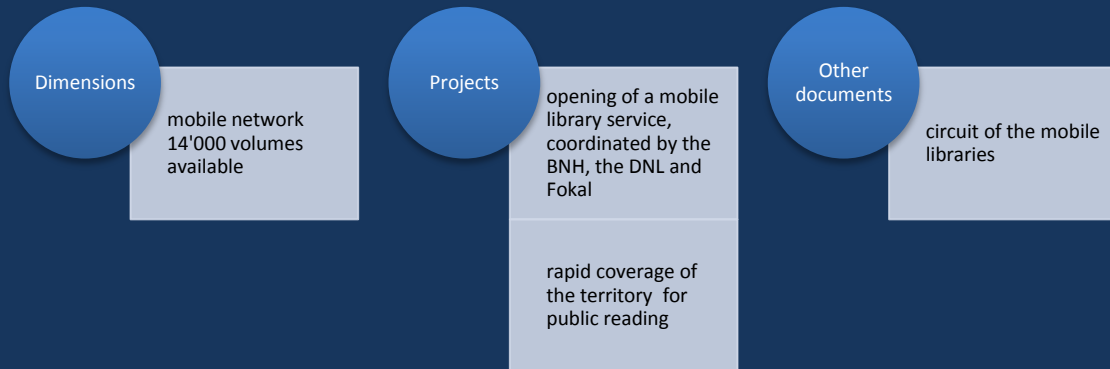 Dimensions
mobile network
14'000 volumes
available
Projects
opening of a mobile
library service,
coordinated by the
BNH, the DNL and
Fokal
rapid coverage of
the territory for
public reading
Other
documents
circuit of the mobile
libraries